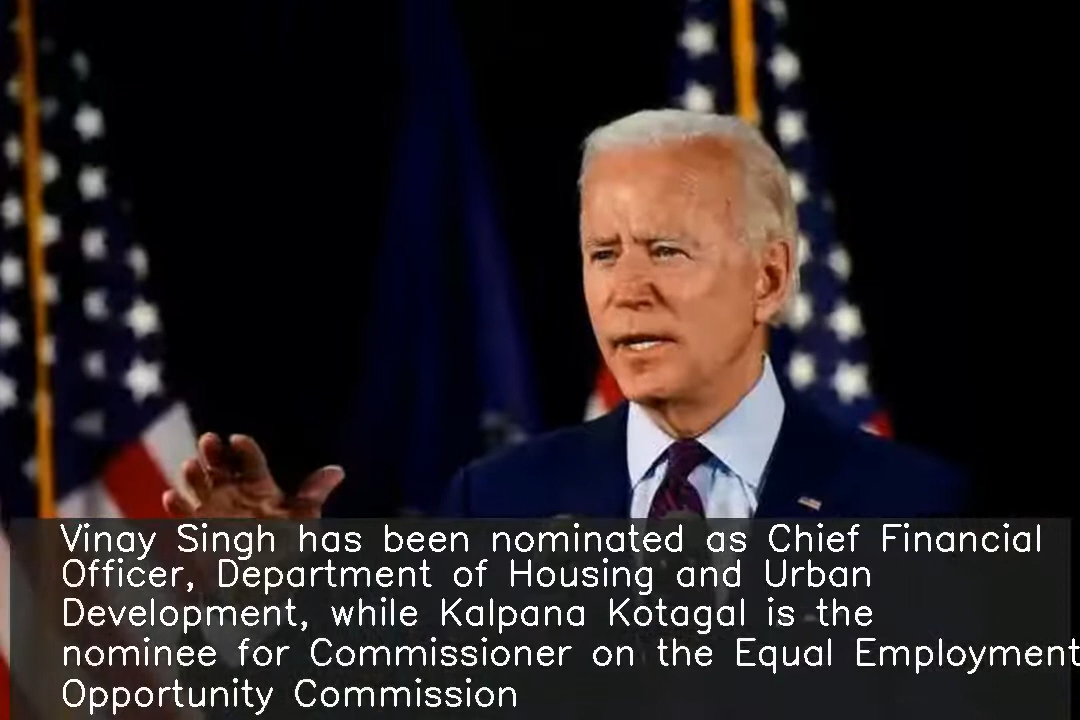 Vinay Singh has been nominated as Chief Financial
Officer, Department of Housing and Urban
Development, while Kalpana Kotagal is the
nominee for Commissioner on the Equal Employment
Opportunity Commission